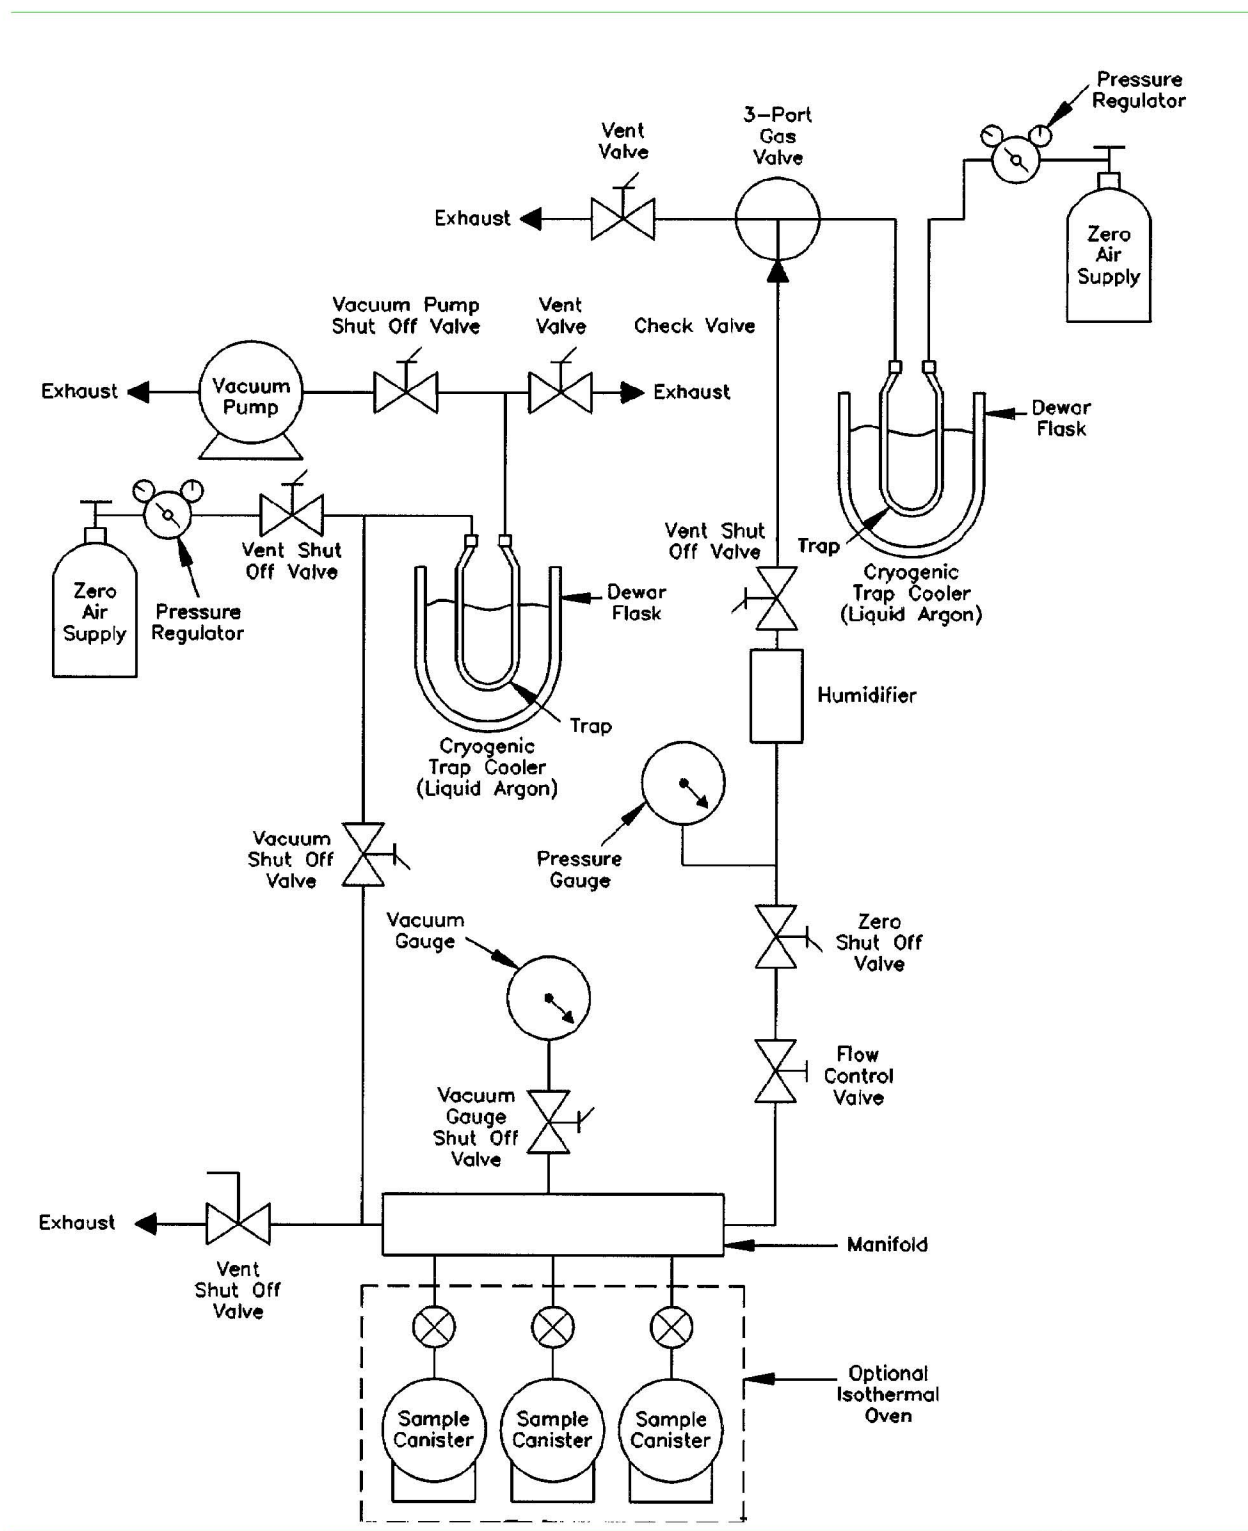 Pressure
Regulator
3-Port
Gas
Valve
Vent
Valve
Exhaust
Zero
Air
Supply
Vacuum Pump
Shut Off Valve
Vent
Valve
Check Valve
Exhaust
Vacuum
Pump
Exhaust
Dewar
Flask
Vent Shut
Off Valve
Trap
Cryogenic
Trap Cooler
(Liquid Argon)
Vent Shut
Off Valve
Zero
Air
Supply
Pressure
Regulator
Dewar
Flask
Trap
Cryogenic
Trap Cooler
(Liquid Argon)
Humidifier
Vacuum
Shut Off
Valve
Pressure
Gauge
Vacuum
Gauge
Zero
Shut Off
Valve
Flow
Control
Valve
Vacuum
Gauge
Shut Off
Valve
Exhaust
Vent
Shut Off
Valve
Manifold
Optional
Isothermal
Oven
Sample
Canister
Sample
Canister
Sample
Canister